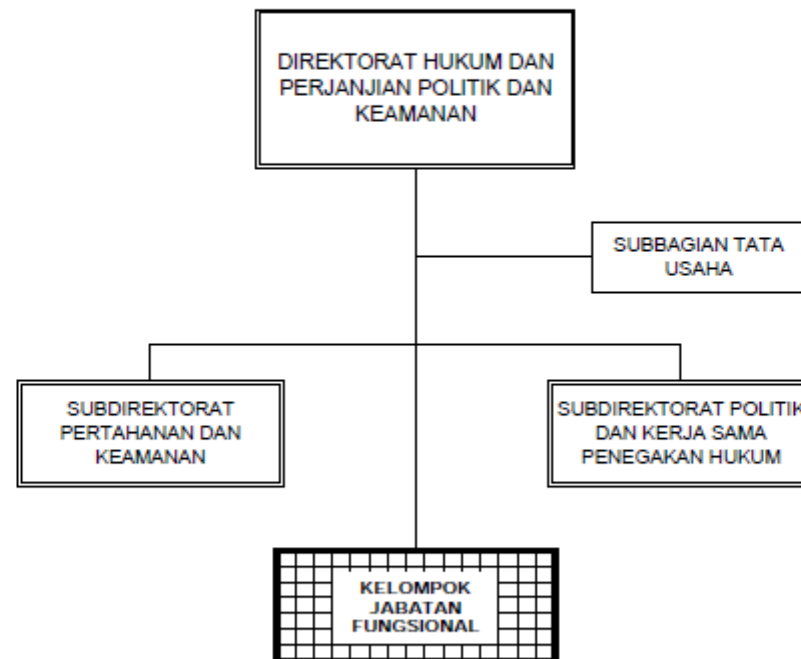 DIREKTORAT HUKUM DAN
PERJANJIAN POLITIK DAN
KEAMANAN
SUBBAGIAN TATA
USAHA
SUBDIREKTORAT
PERTAHANAN DAN
KEAMANAN
SUBDIREKTORAT POLITIK
DAN KERJA SAMA
PENEGAKAN HUKUM
KELOMPOK
JABATAN
FUNGSIONAL